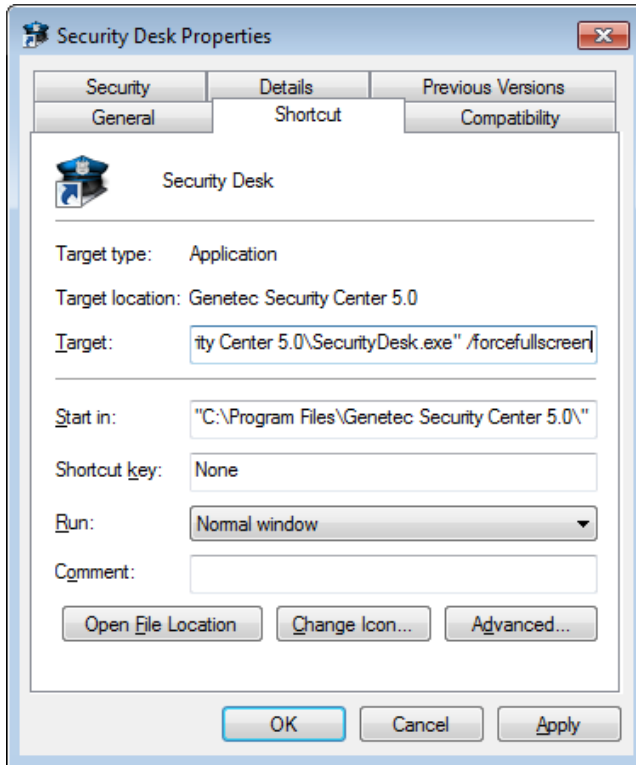 Security Desk Properties
Security Details Previous Versions
General Shortcut Compatibility
Security Desk
Target type: Application
Target location: Genetec Security Center 5.0
Target: rity Center 5.0\SecurityDesk.exe" /forcefullscreen
Start in: "C:\Program Files\Genetec Security Center 5.0\"
Shortcut key: None
Run: Normal window
Comment:
Open File Location Change Icon... Advanced...
OK Cancel Apply